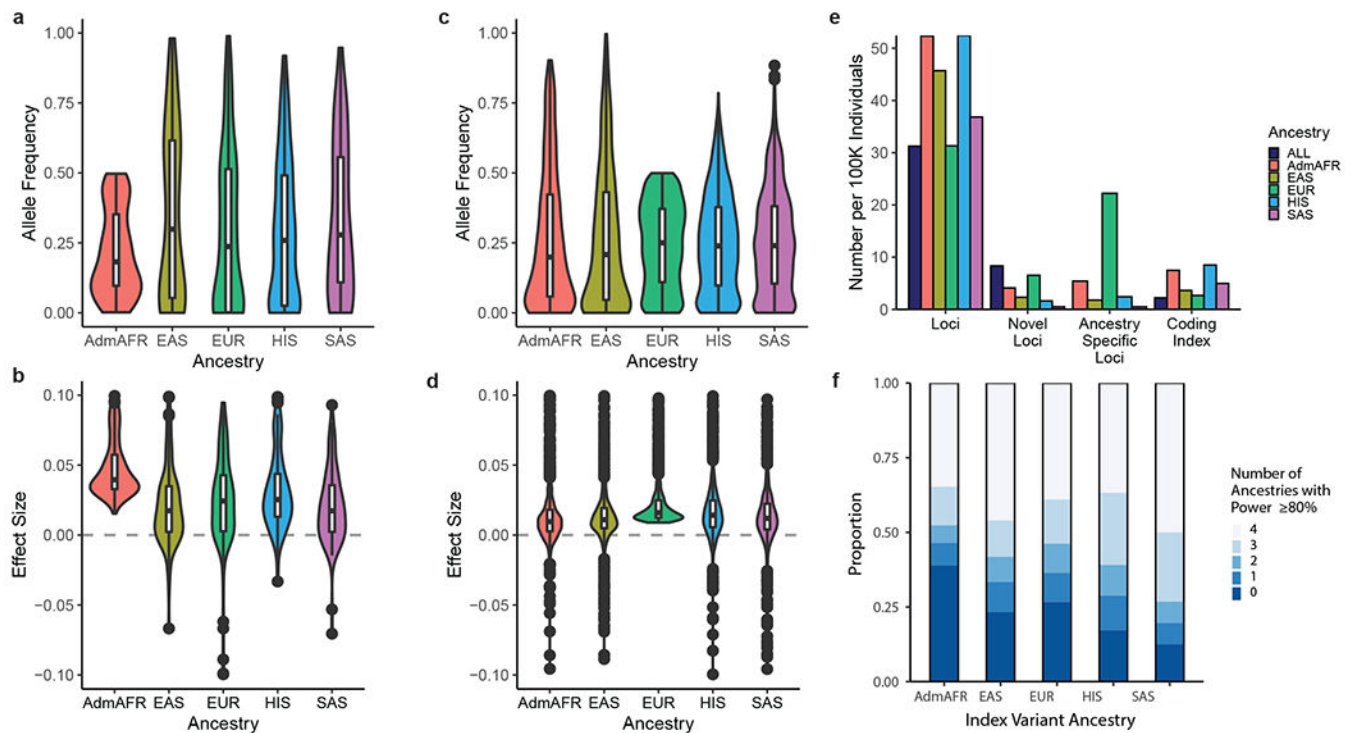 a
1.00
0.75
0.50
0.25
0.00
Allele Frequency
AdmAFR EAS EUR HIS SAS
Ancestry
b
0.10
0.05
0.00
−0.05
−0.10
Effect Size
AdmAFR EAS EUR HIS SAS
Ancestry
c
1.00
0.75
0.50
0.25
0.00
Allele Frequency
AdmAFR EAS EUR HIS SAS
Ancestry
d
0.10
0.05
0.00
−0.05
−0.10
Effect Size
AdmAFR EAS EUR HIS SAS
Ancestry
e
50
40
30
20
10
0
Number per 100K Individuals
Loci
Novel
Loci
Ancestry
Specific
Loci
Coding
Index
Ancestry
ALL
AdmAFR
EAS
EUR
HIS
SAS
f
1.00
0.75
0.50
0.25
0.00
Proportion
AdmAFR EAS EUR HIS SAS
Index Variant Ancestry
Number of
Ancestries with
Power ≥80%
4
3
2
1
0